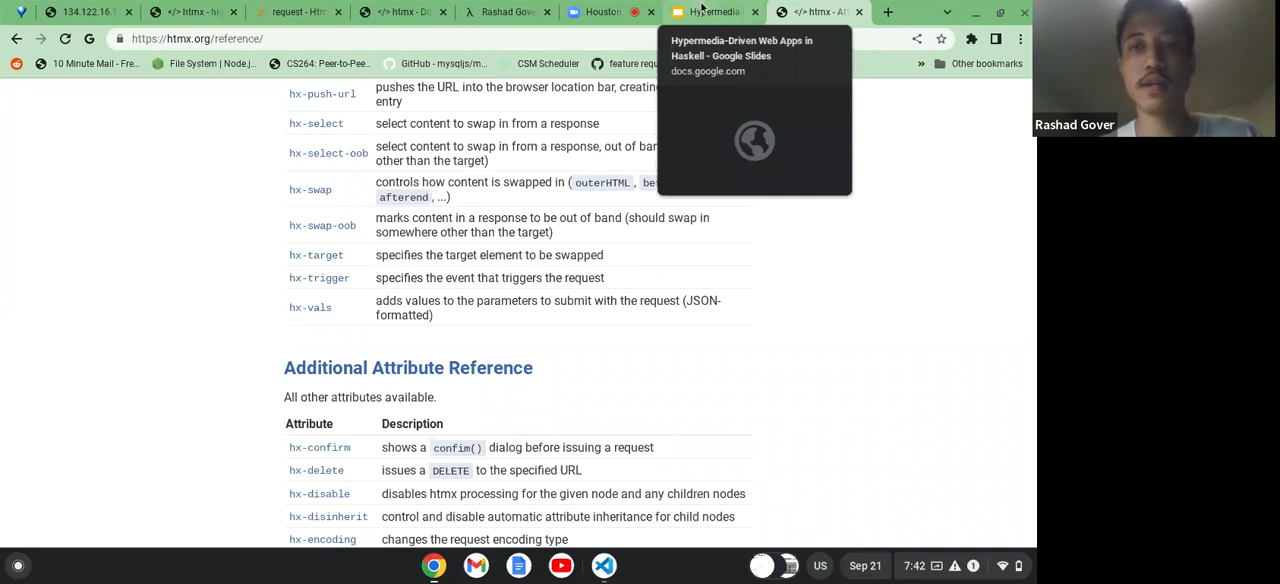 134.122.16.1
</> htmx - hig
request - Htm
</> htmx - Do
Rashad Gov
Houston
Hypermedia
</> htmx - Att
https://htmx.org/reference/
10 Minute Mail - Fre...
File System | Node.j...
CS264: Peer-to-Pee...
GitHub - mysqljs/m...
CSM Scheduler
feature requ
»
Other bookmarks
Hypermedia-Driven Web Apps in
Haskell - Google Slides
docs.google.com
Rashad Gover
hx-push-url pushes the URL into the browser location bar, creatin
entry
hx-select select content to swap in from a response
hx-select-oob select content to swap in from a response, out of ban
other than the target)
hx-swap controls how content is swapped in ( outerHTML , bef
afterend , ...)
hx-swap-oob marks content in a response to be out of band (should swap in
somewhere other than the target)
hx-target specifies the target element to be swapped
hx-trigger specifies the event that triggers the request
hx-vals adds values to the parameters to submit with the request (JSON-
formatted)
Additional Attribute Reference
All other attributes available.
Attribute Description
hx-confirm shows a confim() dialog before issuing a request
hx-delete issues a DELETE to the specified URL
hx-disable disables htmx processing for the given node and any children nodes
hx-disinherit control and disable automatic attribute inheritance for child nodes
hx-encoding changes the request encoding type
US
Sep 21
7:42
1